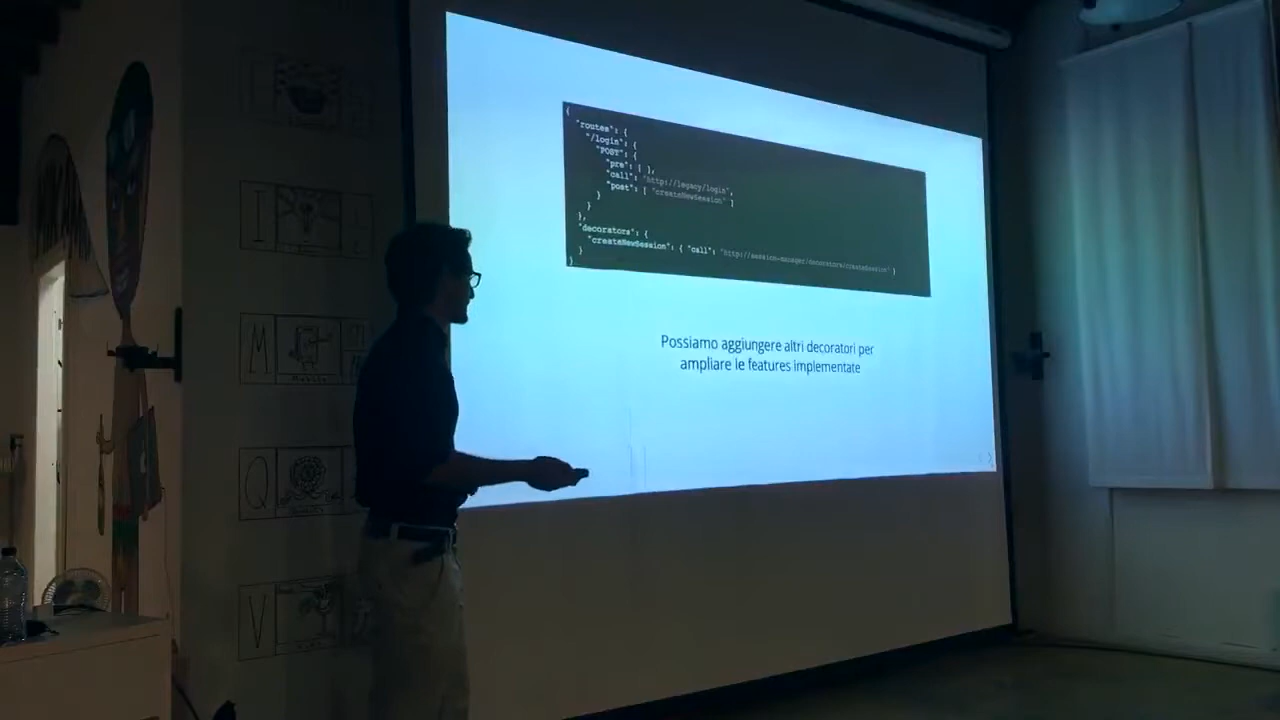 {
"routes": {
"/login": {
"POST": {
"pre": [ ],
"call": "http://legacy/login",
"post": [ "createNewSession" ]
}
}
},
"decorators": {
"createNewSession": { "call": "http://session-manager/decorators/createSession" }
}
}
Possiamo aggiungere altri decoratori per
ampliare le features implementate
I
M
Q
V